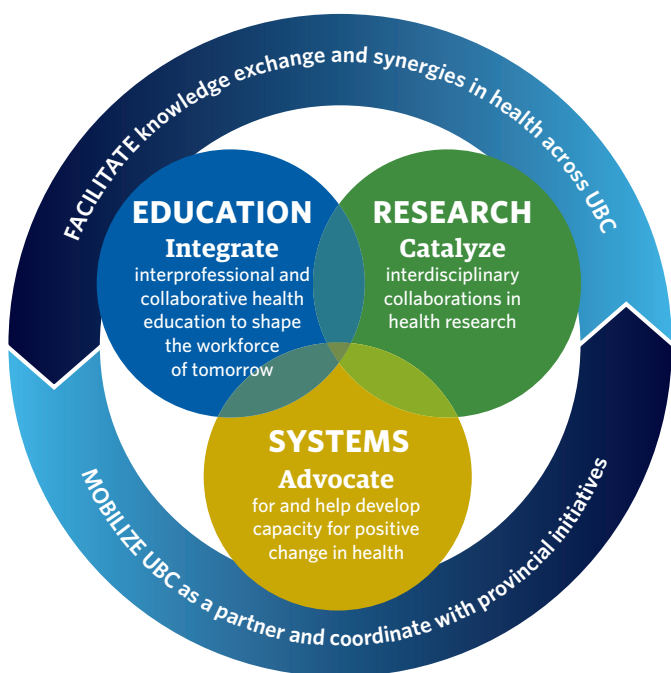 FACILITATE knowledge exchange and synergies in health across UBC
EDUCATION
Integrate
interprofessional and
collaborative health
education to shape
the workforce
of tomorrow
RESEARCH
Catalyze
interdisciplinary
collaborations in
health research
SYSTEMS
Advocate
for and help develop
capacity for positive
change in health
MOBILIZE UBC as a partner and coordinate with provincial initiatives